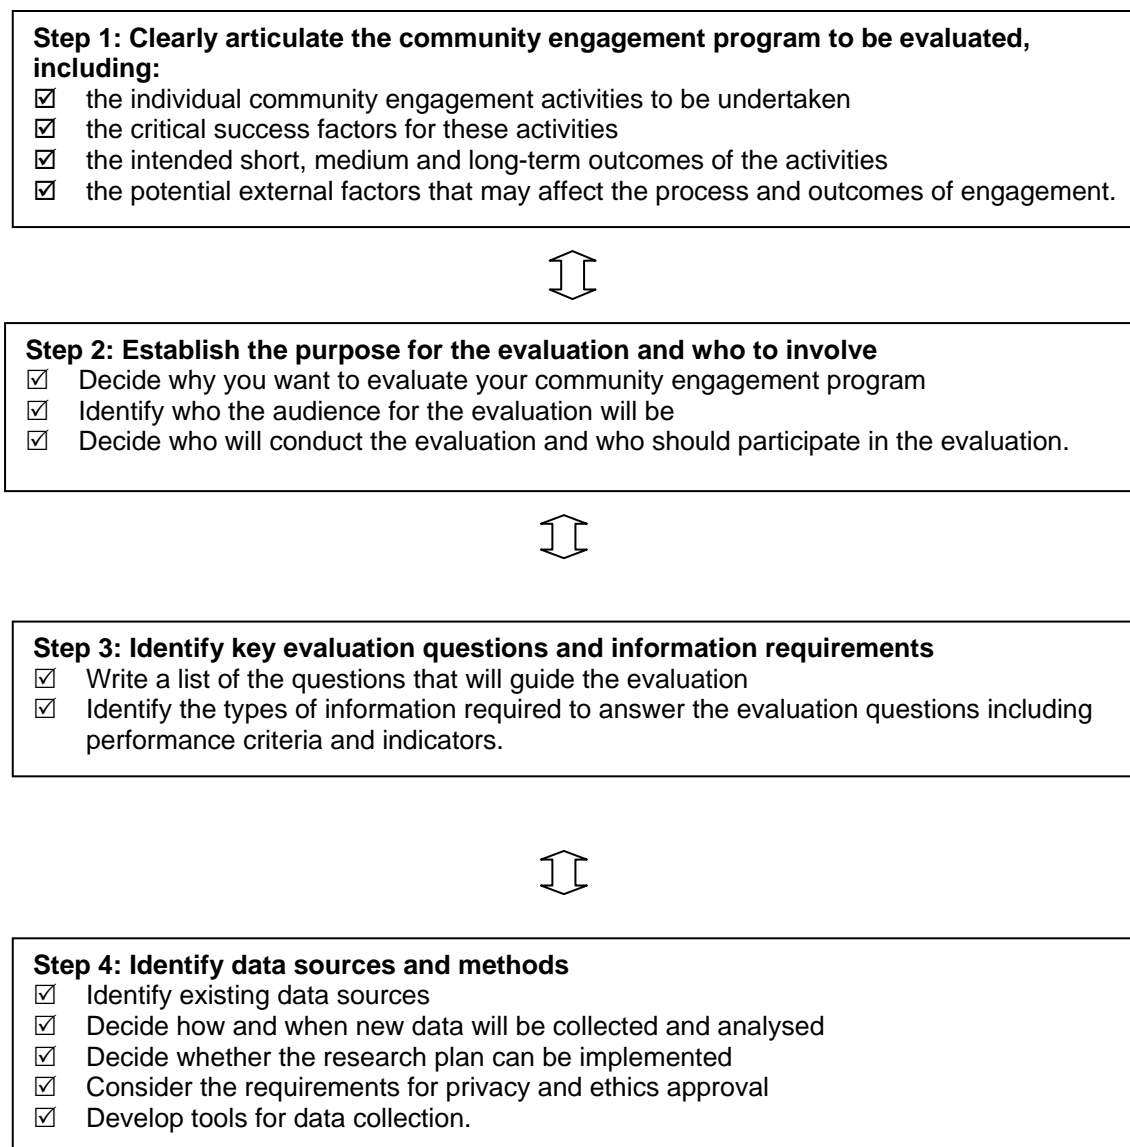 Step 1: Clearly articulate the community engagement program to be evaluated,
including:
☑ the individual community engagement activities to be undertaken
☑ the critical success factors for these activities
☑ the intended short, medium and long-term outcomes of the activities
☑ the potential external factors that may affect the process and outcomes of engagement.
Step 2: Establish the purpose for the evaluation and who to involve
☑ Decide why you want to evaluate your community engagement program
☑ Identify who the audience for the evaluation will be
☑ Decide who will conduct the evaluation and who should participate in the evaluation.
Step 3: Identify key evaluation questions and information requirements
☑ Write a list of the questions that will guide the evaluation
☑ Identify the types of information required to answer the evaluation questions including
performance criteria and indicators.
Step 4: Identify data sources and methods
☑ Identify existing data sources
☑ Decide how and when new data will be collected and analysed
☑ Decide whether the research plan can be implemented
☑ Consider the requirements for privacy and ethics approval
☑ Develop tools for data collection.